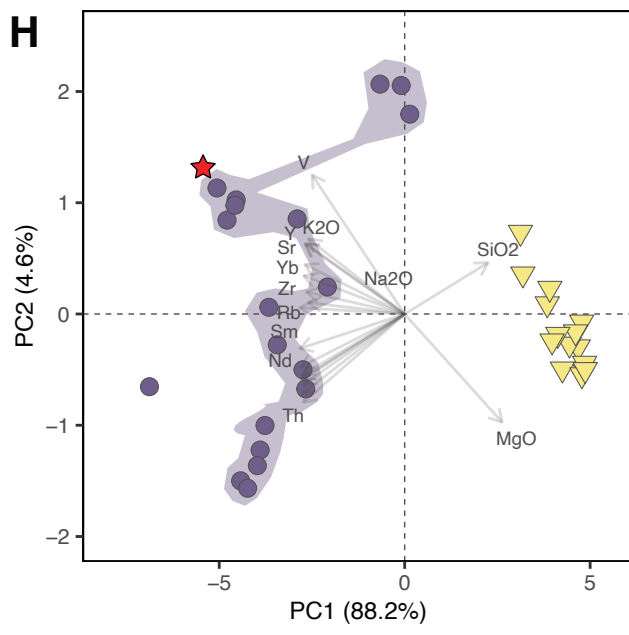 H
PC2 (4.6%)
2
1
0
−1
−2
V
Y
K2O
Sr
SiO2
Yb
Na2O
Zr
Rb
Sm
Nd
Th
MgO
−5
0
5
PC1 (88.2%)